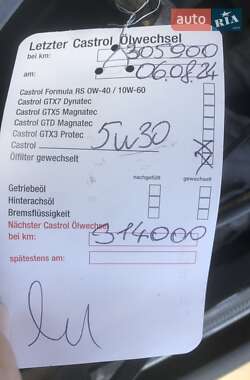 AUTO RIA
Letzter Castrol Ölwechsel
bei km: 305900
am: 06.08.24
Castrol Formula RS 0W-40 / 10W-60
Castrol GTX7 Dynatec
Castrol GTX5 Magnatec
Castrol GTD Magnatec
Castrol GTX3 Protec
Castrol 5w30
Ölfilter gewechselt
nachgefüllt gewechselt
Getriebeöl
Hinterachsöl
Bremsflüssigkeit
Nächster Castrol Ölwechsel
bei km: 314000
spätestens am: